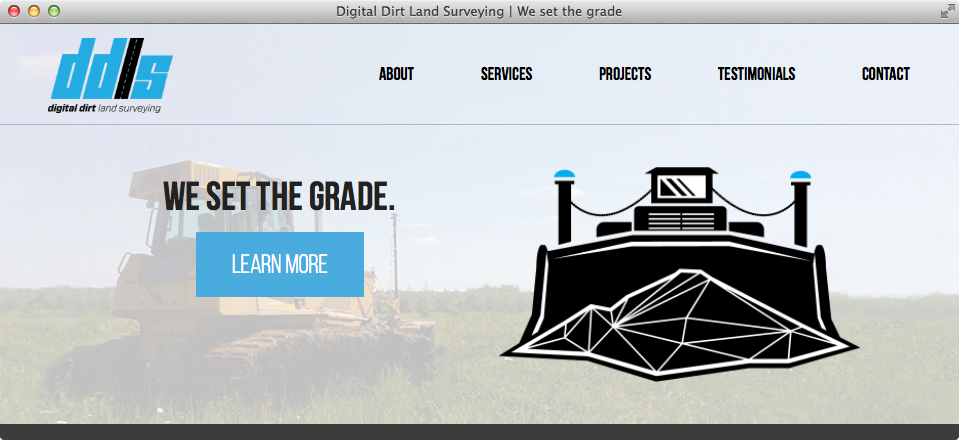 Digital Dirt Land Surveying | We set the grade
ddls
digital dirt land surveying
ABOUT SERVICES PROJECTS TESTIMONIALS CONTACT
WE SET THE GRADE.
LEARN MORE